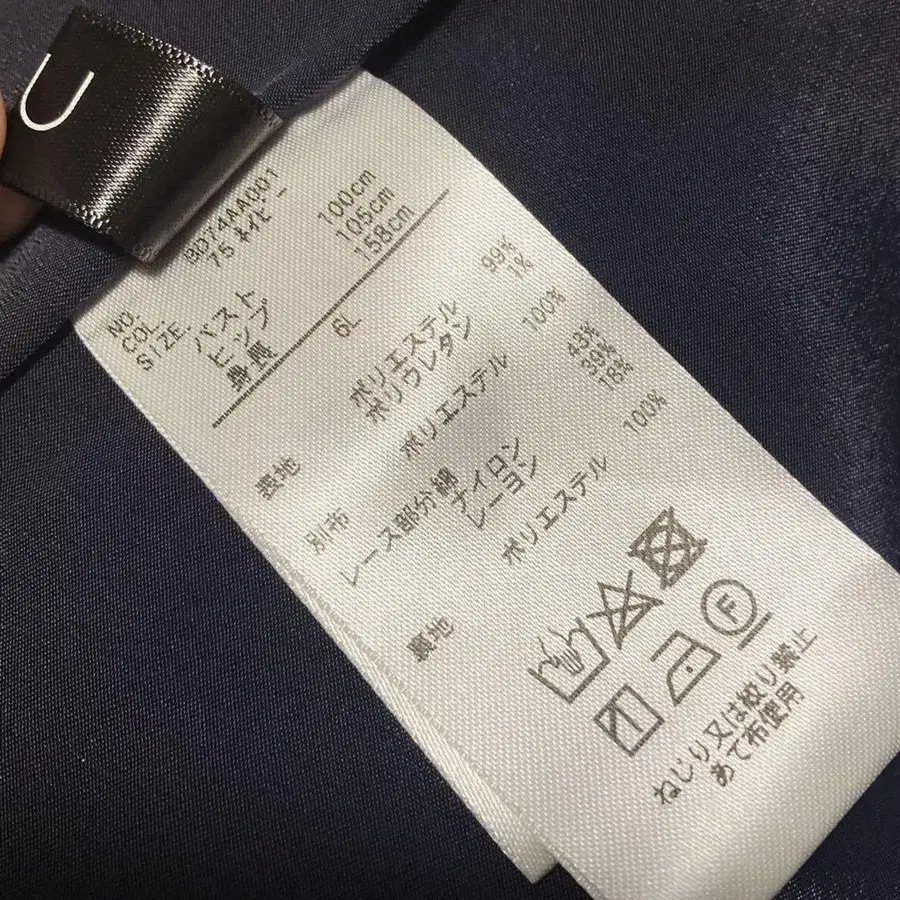 U
NO. BD74AA001
COL. 75 ネイビー
SIZE.
バスト 100cm
ヒップ 105cm
身長 158cm
6L
表地 ポリエステル 99%
ポリウレタン 1%
別布 ポリエステル 100%
レース部分 綿 43%
ナイロン 39%
レーヨン 18%
裏地 ポリエステル 100%
F
ねじり又は絞り禁止
あて布使用